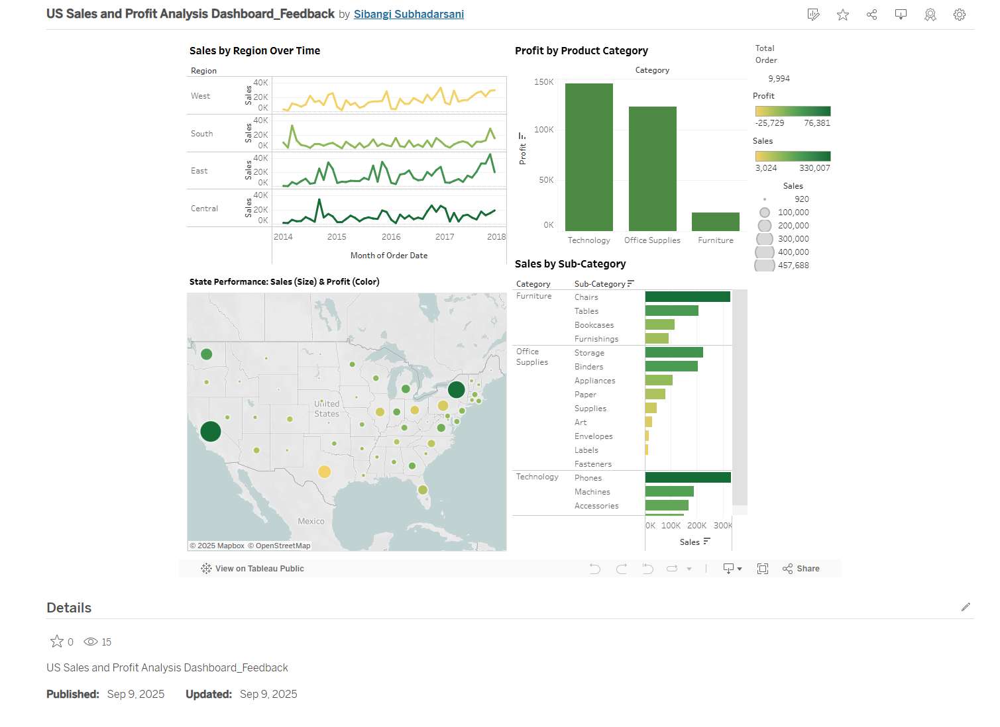 US Sales and Profit Analysis Dashboard_Feedback by Sibangi Subhadarsani
Sales by Region Over Time
Region
West
Sales
40K
20K
0K
South
Sales
40K
20K
0K
East
Sales
40K
20K
0K
Central
Sales
40K
20K
0K
2014 2015 2016 2017 2018
Month of Order Date
Profit by Product Category
Category
Profit
150K
100K
50K
0K
Technology Office Supplies Furniture
Total
Order
9,994
Profit
-25,729 76,381
Sales
3,024 330,007
Sales
920
100,000
200,000
300,000
400,000
457,688
State Performance: Sales (Size) & Profit (Color)
United
States
Mexico
© 2025 Mapbox © OpenStreetMap
Sales by Sub-Category
Category Sub-Category
Furniture Chairs
Tables
Bookcases
Furnishings
Office
Supplies
Storage
Binders
Appliances
Paper
Supplies
Art
Envelopes
Labels
Fasteners
Technology Phones
Machines
Accessories
0K 100K 200K 300K
Sales
View on Tableau Public
Share
Details
0 15
US Sales and Profit Analysis Dashboard_Feedback
Published: Sep 9, 2025 Updated: Sep 9, 2025